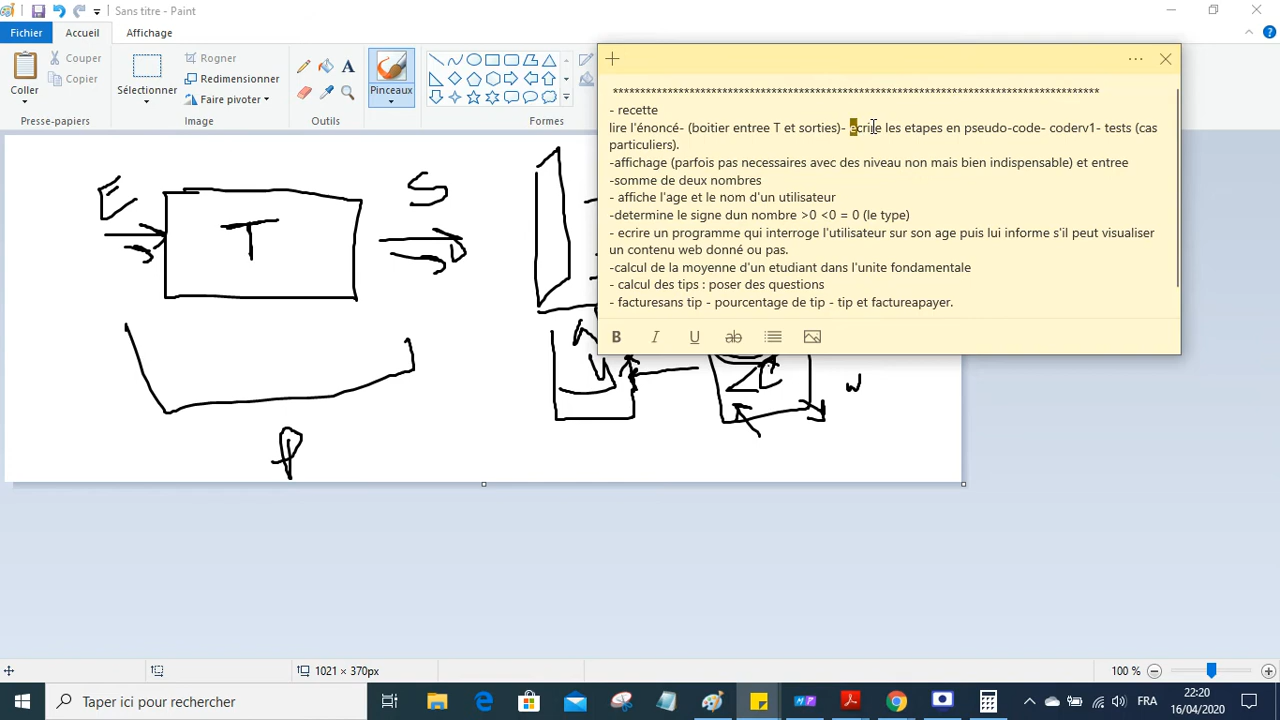 Sans titre - Paint
Fichier
Accueil
Affichage
Coller
Couper
Copier
Presse-papiers
Sélectionner
Rogner
Redimensionner
Faire pivoter
Image
Outils
Pinceaux
Formes
*****************************************************************************************
- recette
lire l'énoncé- (boitier entree T et sorties)- ecrire les etapes en pseudo-code- coderv1- tests (cas
particuliers).
-affichage (parfois pas necessaires avec des niveau non mais bien indispensable) et entree
-somme de deux nombres
- affiche l'age et le nom d'un utilisateur
-determine le signe dun nombre >0 <0 = 0 (le type)
- ecrire un programme qui interroge l'utilisateur sur son age puis lui informe s'il peut visualiser
un contenu web donné ou pas.
-calcul de la moyenne d'un etudiant dans l'unite fondamentale
- calcul des tips : poser des questions
- facturesans tip - pourcentage de tip - tip et factureapayer.
B I U ab
E
T
S
P
W
1021 × 370px
100 %
Taper ici pour rechercher
FRA
22:20
16/04/2020